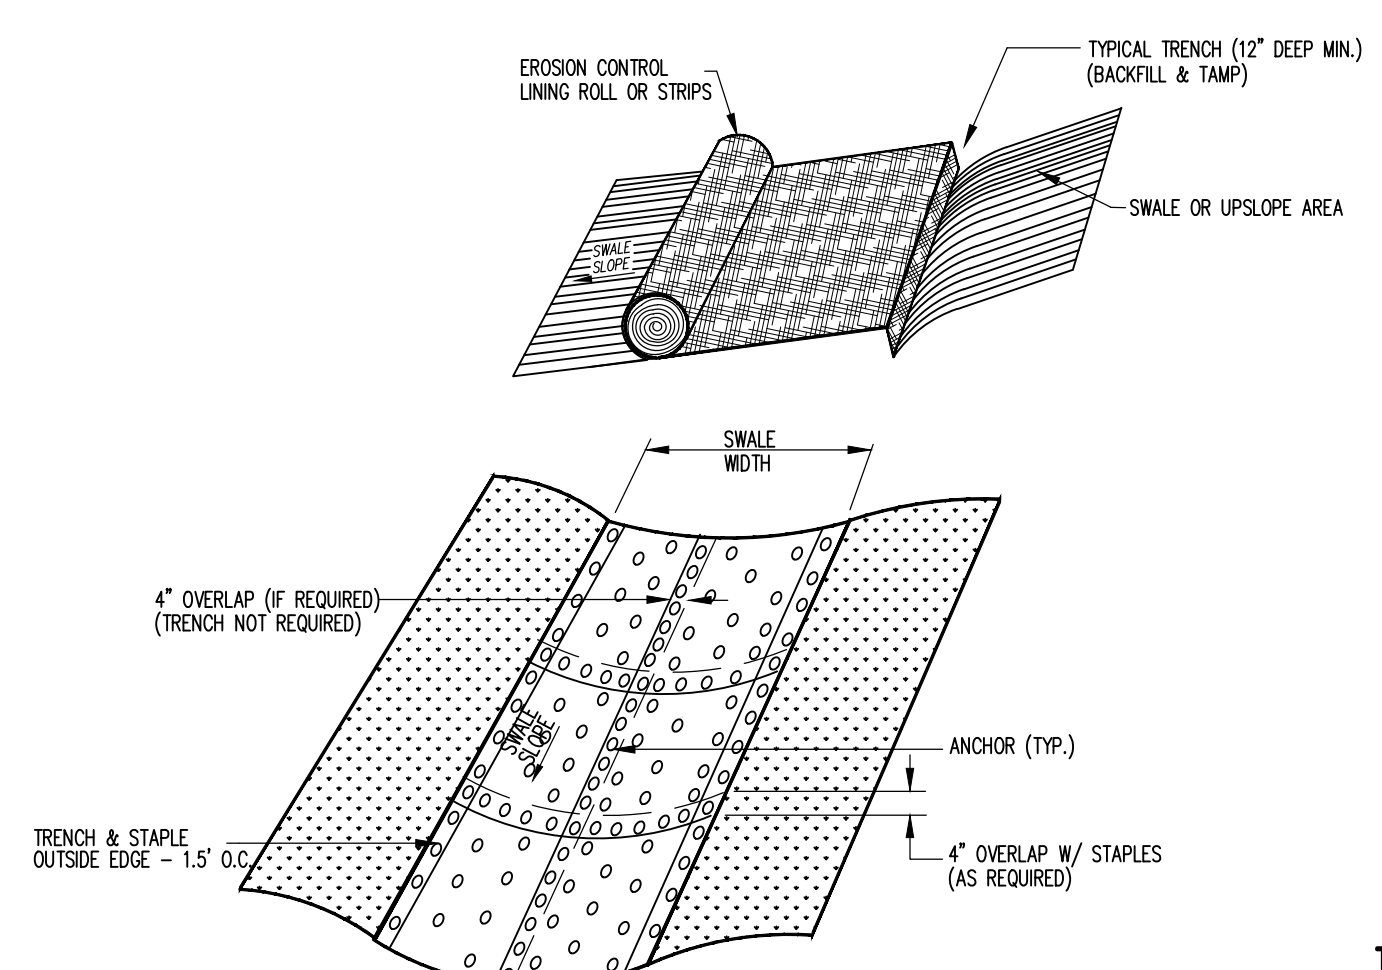 EROSION CONTROL
LINING ROLL OR STRIPS
TYPICAL TRENCH (12" DEEP MIN.)
(BACKFILL & TAMP)
SWALE OR UPSLOPE AREA
SWALE
SLOPE
SWALE
WIDTH
4" OVERLAP (IF REQUIRED)
(TRENCH NOT REQUIRED)
SWALE
SLOPE
ANCHOR (TYP.)
TRENCH & STAPLE
OUTSIDE EDGE – 1.5' O.C.
4" OVERLAP W/ STAPLES
(AS REQUIRED)